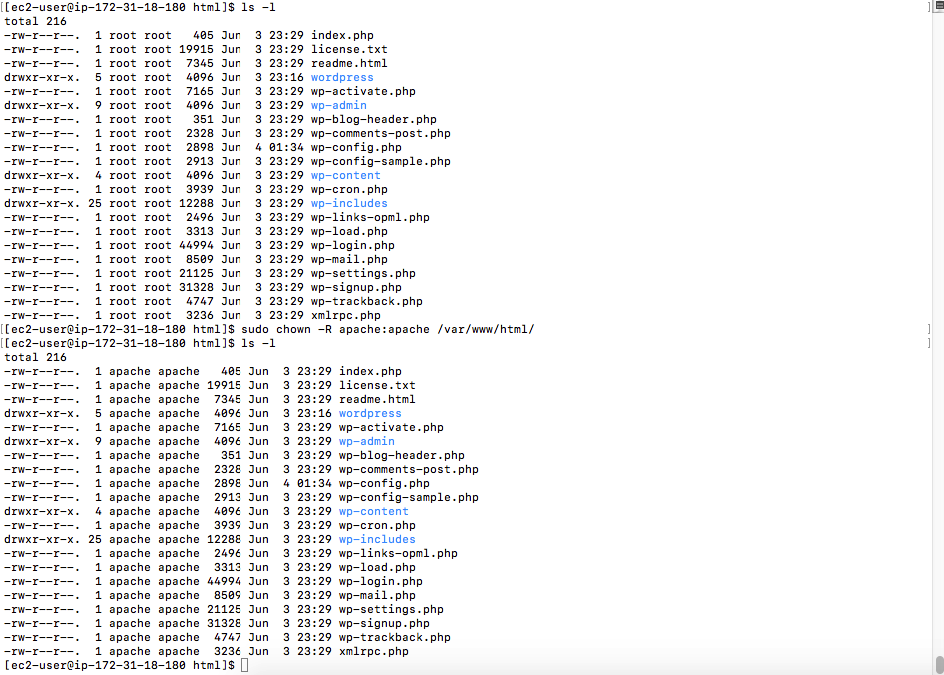 [[ec2-user@ip-172-31-18-180 html]$ ls -l ]
total 216
-rw-r--r--.  1 root root   405 Jun  3 23:29 index.php
-rw-r--r--.  1 root root 19915 Jun  3 23:29 license.txt
-rw-r--r--.  1 root root  7345 Jun  3 23:29 readme.html
drwxr-xr-x.  5 root root  4096 Jun  3 23:16 wordpress
-rw-r--r--.  1 root root  7165 Jun  3 23:29 wp-activate.php
drwxr-xr-x.  9 root root  4096 Jun  3 23:29 wp-admin
-rw-r--r--.  1 root root   351 Jun  3 23:29 wp-blog-header.php
-rw-r--r--.  1 root root  2328 Jun  3 23:29 wp-comments-post.php
-rw-r--r--.  1 root root  2898 Jun  4 01:34 wp-config.php
-rw-r--r--.  1 root root  2913 Jun  3 23:29 wp-config-sample.php
drwxr-xr-x.  4 root root  4096 Jun  3 23:29 wp-content
-rw-r--r--.  1 root root  3939 Jun  3 23:29 wp-cron.php
drwxr-xr-x. 25 root root 12288 Jun  3 23:29 wp-includes
-rw-r--r--.  1 root root  2496 Jun  3 23:29 wp-links-opml.php
-rw-r--r--.  1 root root  3313 Jun  3 23:29 wp-load.php
-rw-r--r--.  1 root root 44994 Jun  3 23:29 wp-login.php
-rw-r--r--.  1 root root  8509 Jun  3 23:29 wp-mail.php
-rw-r--r--.  1 root root 21125 Jun  3 23:29 wp-settings.php
-rw-r--r--.  1 root root 31328 Jun  3 23:29 wp-signup.php
-rw-r--r--.  1 root root  4747 Jun  3 23:29 wp-trackback.php
-rw-r--r--.  1 root root  3236 Jun  3 23:29 xmlrpc.php
[[ec2-user@ip-172-31-18-180 html]$ sudo chown -R apache:apache /var/www/html/ ]
[[ec2-user@ip-172-31-18-180 html]$ ls -l ]
total 216
-rw-r--r--.  1 apache apache   405 Jun  3 23:29 index.php
-rw-r--r--.  1 apache apache 19915 Jun  3 23:29 license.txt
-rw-r--r--.  1 apache apache  7345 Jun  3 23:29 readme.html
drwxr-xr-x.  5 apache apache  4096 Jun  3 23:16 wordpress
-rw-r--r--.  1 apache apache  7165 Jun  3 23:29 wp-activate.php
drwxr-xr-x.  9 apache apache  4096 Jun  3 23:29 wp-admin
-rw-r--r--.  1 apache apache   351 Jun  3 23:29 wp-blog-header.php
-rw-r--r--.  1 apache apache  2328 Jun  3 23:29 wp-comments-post.php
-rw-r--r--.  1 apache apache  2898 Jun  4 01:34 wp-config.php
-rw-r--r--.  1 apache apache  2913 Jun  3 23:29 wp-config-sample.php
drwxr-xr-x.  4 apache apache  4096 Jun  3 23:29 wp-content
-rw-r--r--.  1 apache apache  3939 Jun  3 23:29 wp-cron.php
drwxr-xr-x. 25 apache apache 12288 Jun  3 23:29 wp-includes
-rw-r--r--.  1 apache apache  2496 Jun  3 23:29 wp-links-opml.php
-rw-r--r--.  1 apache apache  3313 Jun  3 23:29 wp-load.php
-rw-r--r--.  1 apache apache 44994 Jun  3 23:29 wp-login.php
-rw-r--r--.  1 apache apache  8509 Jun  3 23:29 wp-mail.php
-rw-r--r--.  1 apache apache 21125 Jun  3 23:29 wp-settings.php
-rw-r--r--.  1 apache apache 31328 Jun  3 23:29 wp-signup.php
-rw-r--r--.  1 apache apache  4747 Jun  3 23:29 wp-trackback.php
-rw-r--r--.  1 apache apache  3236 Jun  3 23:29 xmlrpc.php
[ec2-user@ip-172-31-18-180 html]$